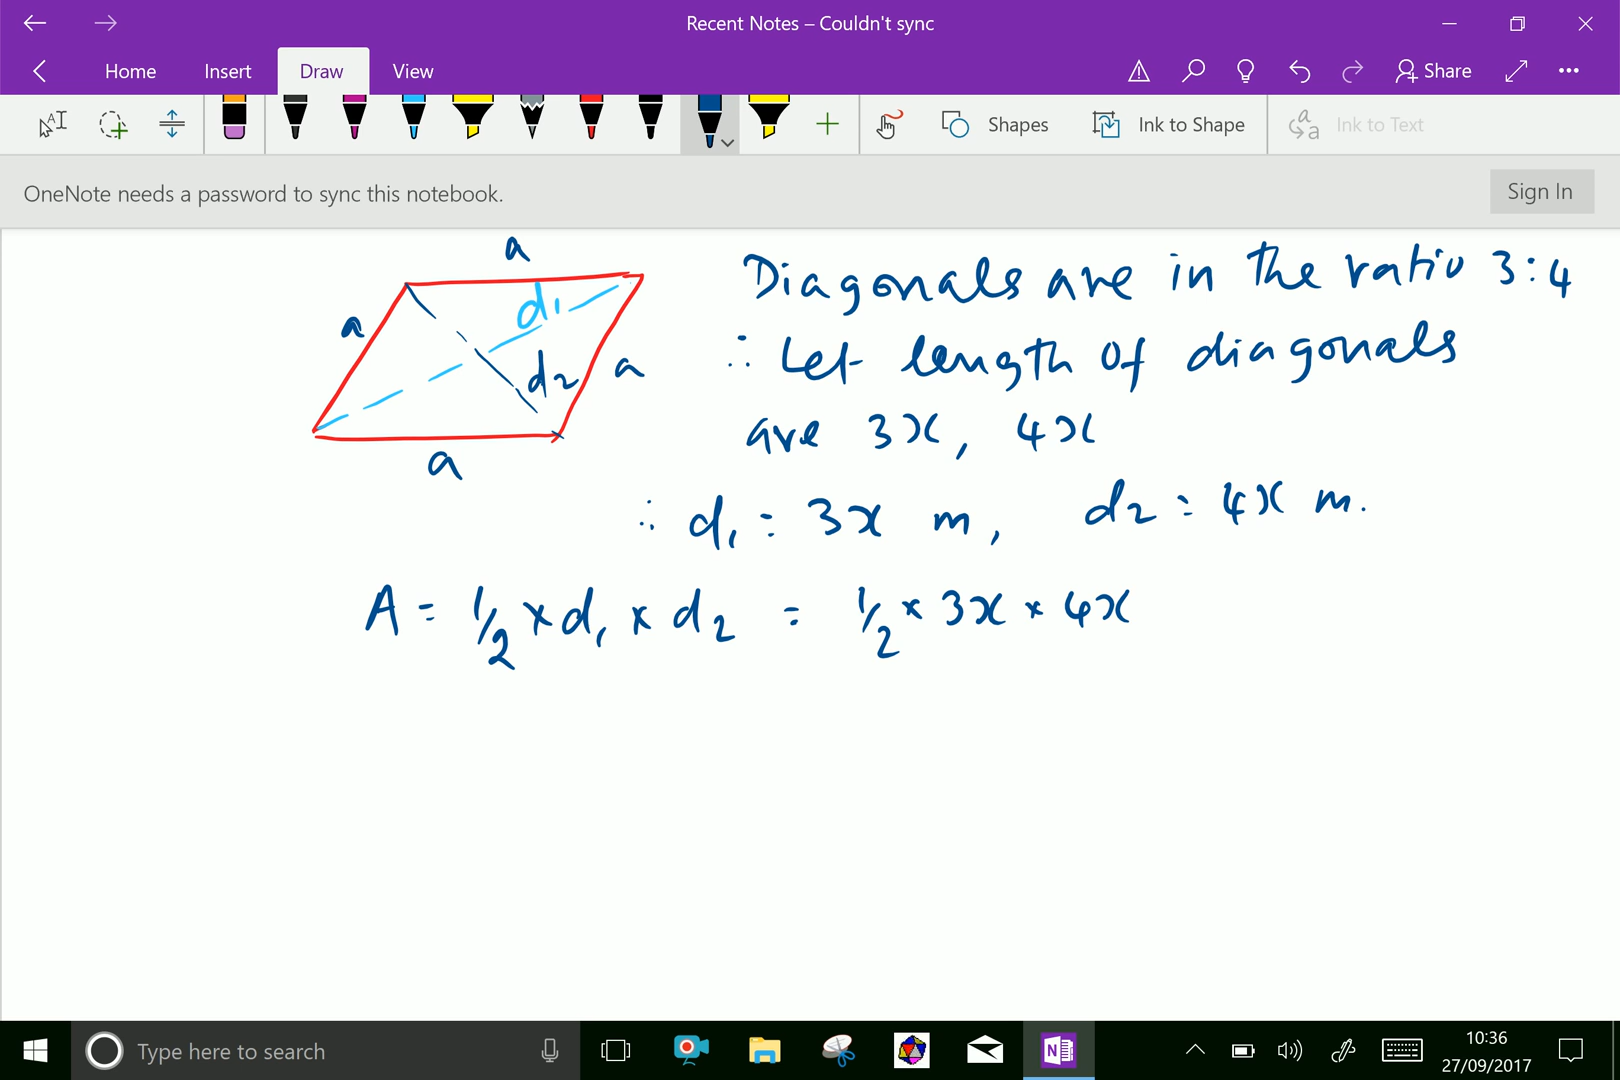 Recent Notes – Couldn't sync
Home Insert Draw View Share
Shapes Ink to Shape Ink to Text
OneNote needs a password to sync this notebook. Sign In
a
a
d1
d2
a
a
Diagonals are in the ratio 3:4
∴ Let length of diagonals
are 3x, 4x
∴ d1 = 3x m, d2 = 4x m.
A = 1/2 × d1 × d2 = 1/2 × 3x × 4x
Type here to search
10:36
27/09/2017